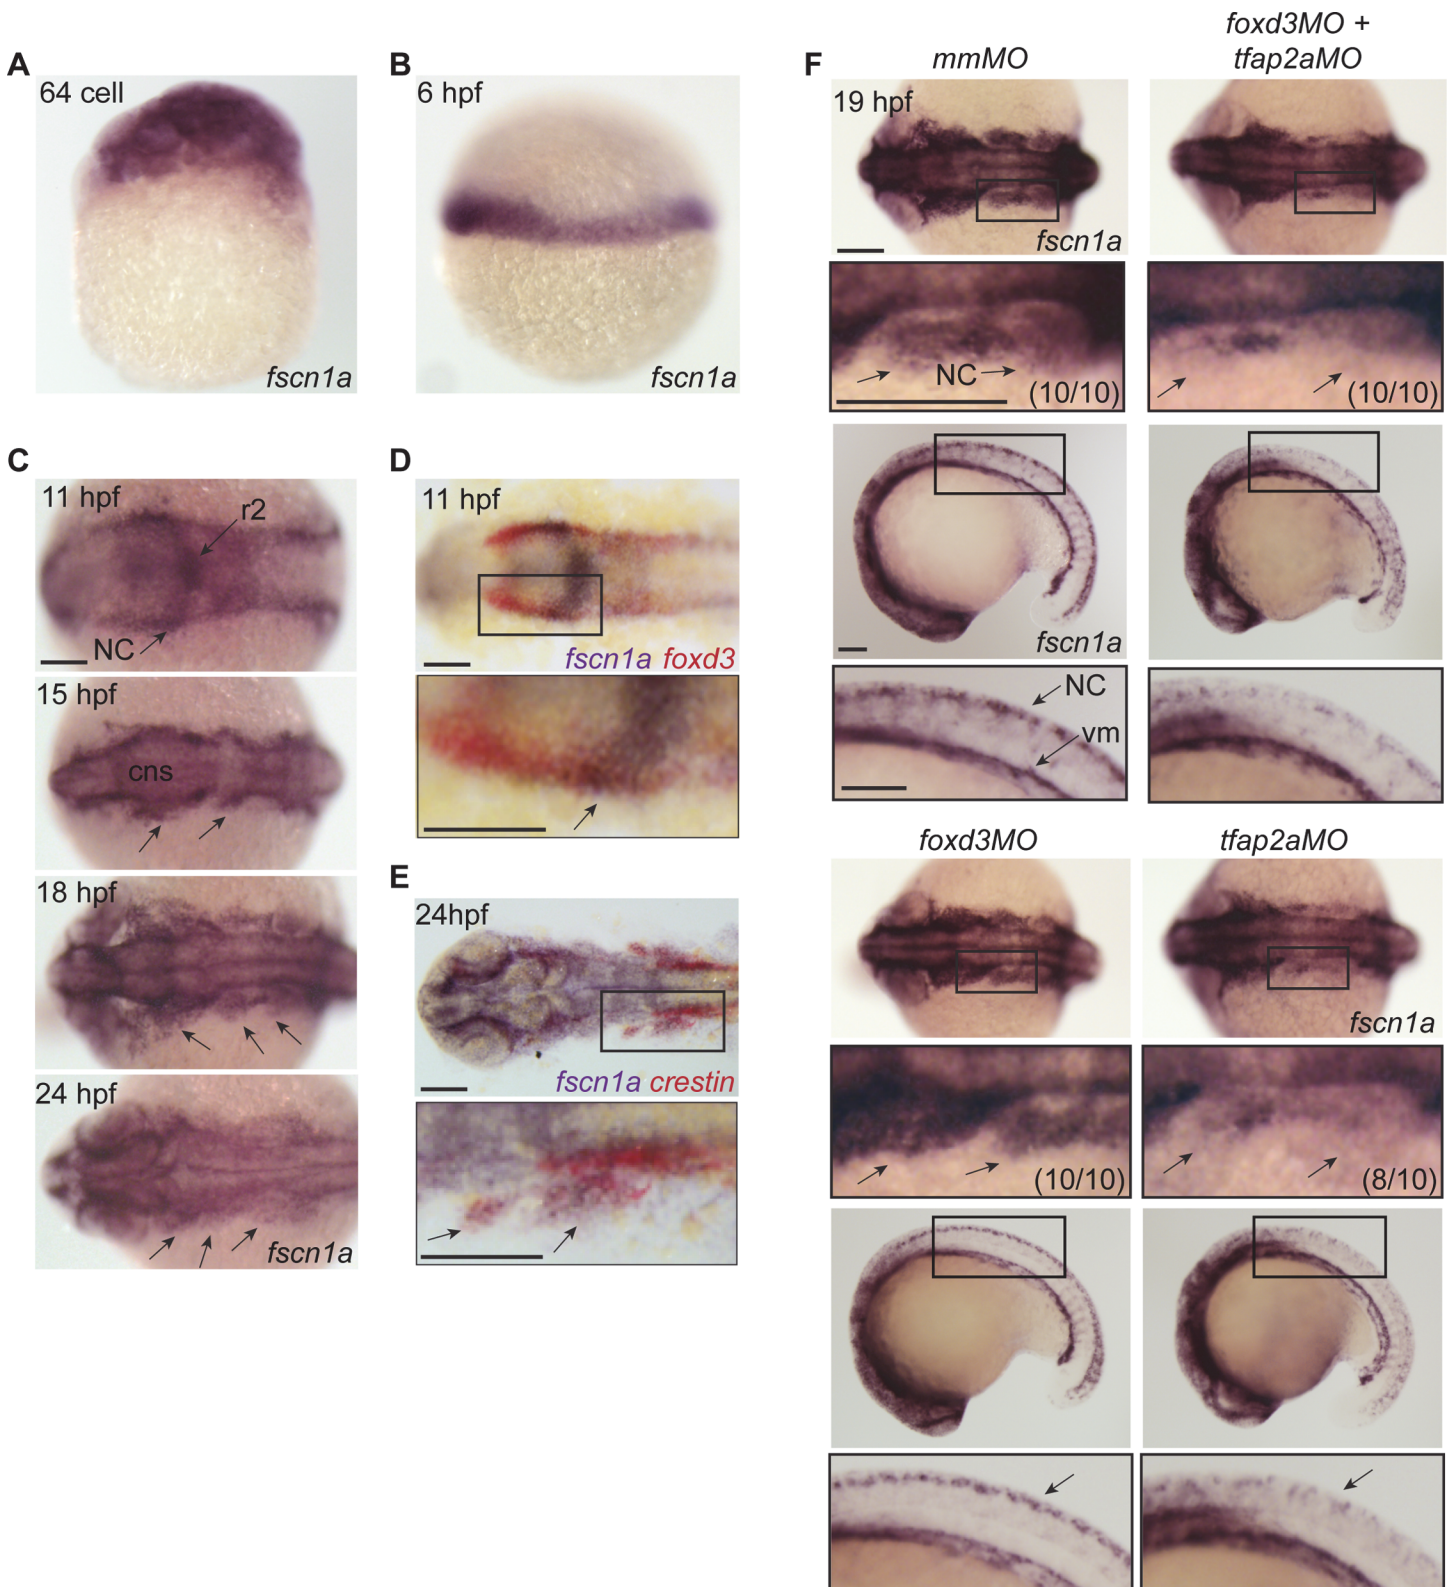 A
64 cell
fscn1a
B
6 hpf
fscn1a
C
11 hpf
r2
NC
15 hpf
cns
18 hpf
24 hpf
fscn1a
D
11 hpf
fscn1a foxd3
E
24hpf
fscn1a crestin
F
mmMO
foxd3MO +
tfap2aMO
19 hpf
fscn1a
NC
(10/10)
(10/10)
fscn1a
NC
vm
foxd3MO
tfap2aMO
fscn1a
(10/10)
(8/10)